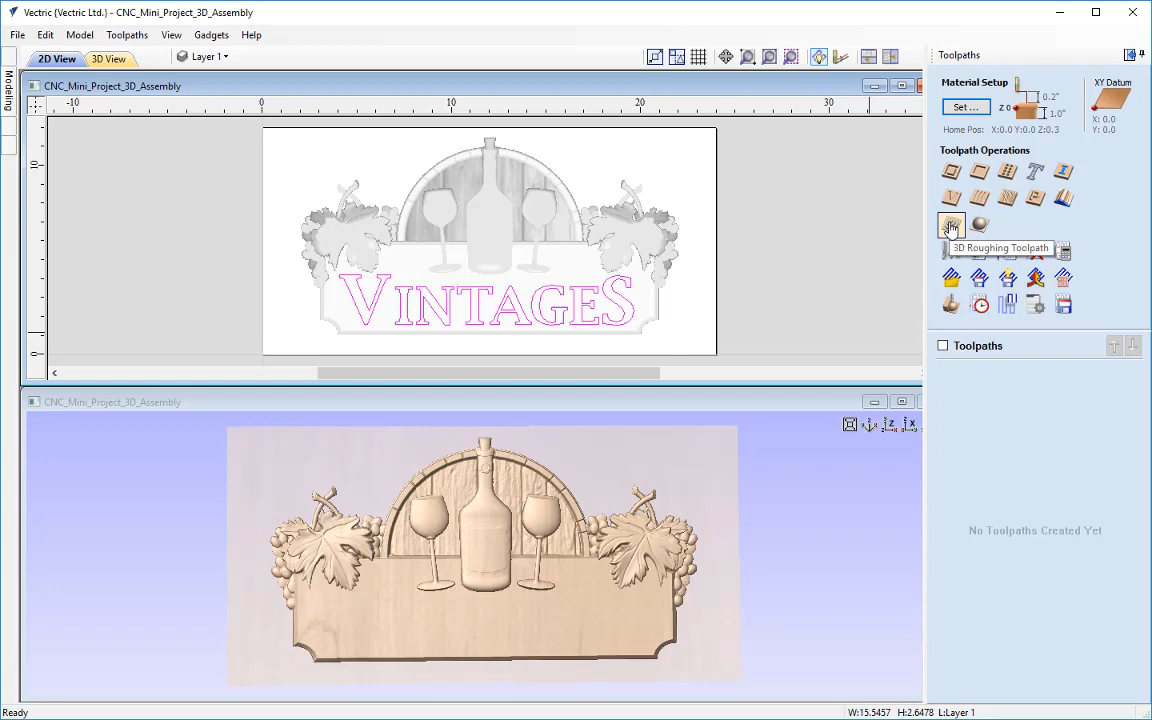 Vectric {Vectric Ltd.} - CNC_Mini_Project_3D_Assembly
File Edit Model Toolpaths View Gadgets Help
2D View 3D View Layer 1
Modeling
CNC_Mini_Project_3D_Assembly
-10 0 10 20 30
10
0
VINTAGES
CNC_Mini_Project_3D_Assembly
Z X
Toolpaths
Material Setup XY Datum
Set ... Z 0 0.2" 1.0"
X: 0.0
Y: 0.0
Home Pos: X:0.0 Y:0.0 Z:0.3
Toolpath Operations
3D Roughing Toolpath
Toolpaths
No Toolpaths Created Yet
Ready
W:15.5457 H:2.6478 L:Layer 1